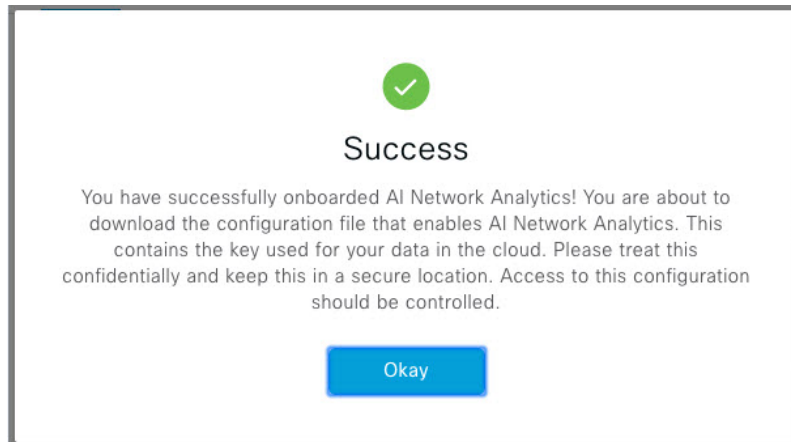 Success
You have successfully onboarded AI Network Analytics! You are about to
download the configuration file that enables AI Network Analytics. This
contains the key used for your data in the cloud. Please treat this
confidentially and keep this in a secure location. Access to this configuration
should be controlled.
Okay